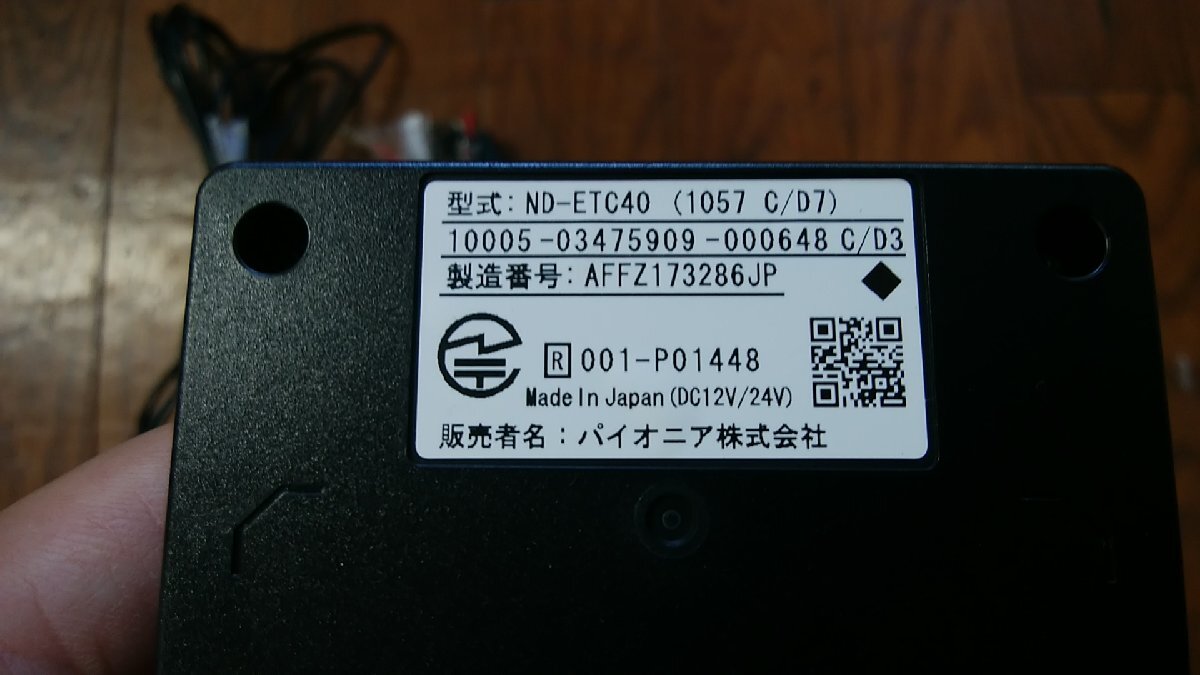 型式: ND-ETC40 (1057 C/D7)
10005-03475909-000648 C/D3
製造番号: AFFZ173286JP
R 001-P01448
Made In Japan (DC12V/24V)
販売者名：パイオニア株式会社